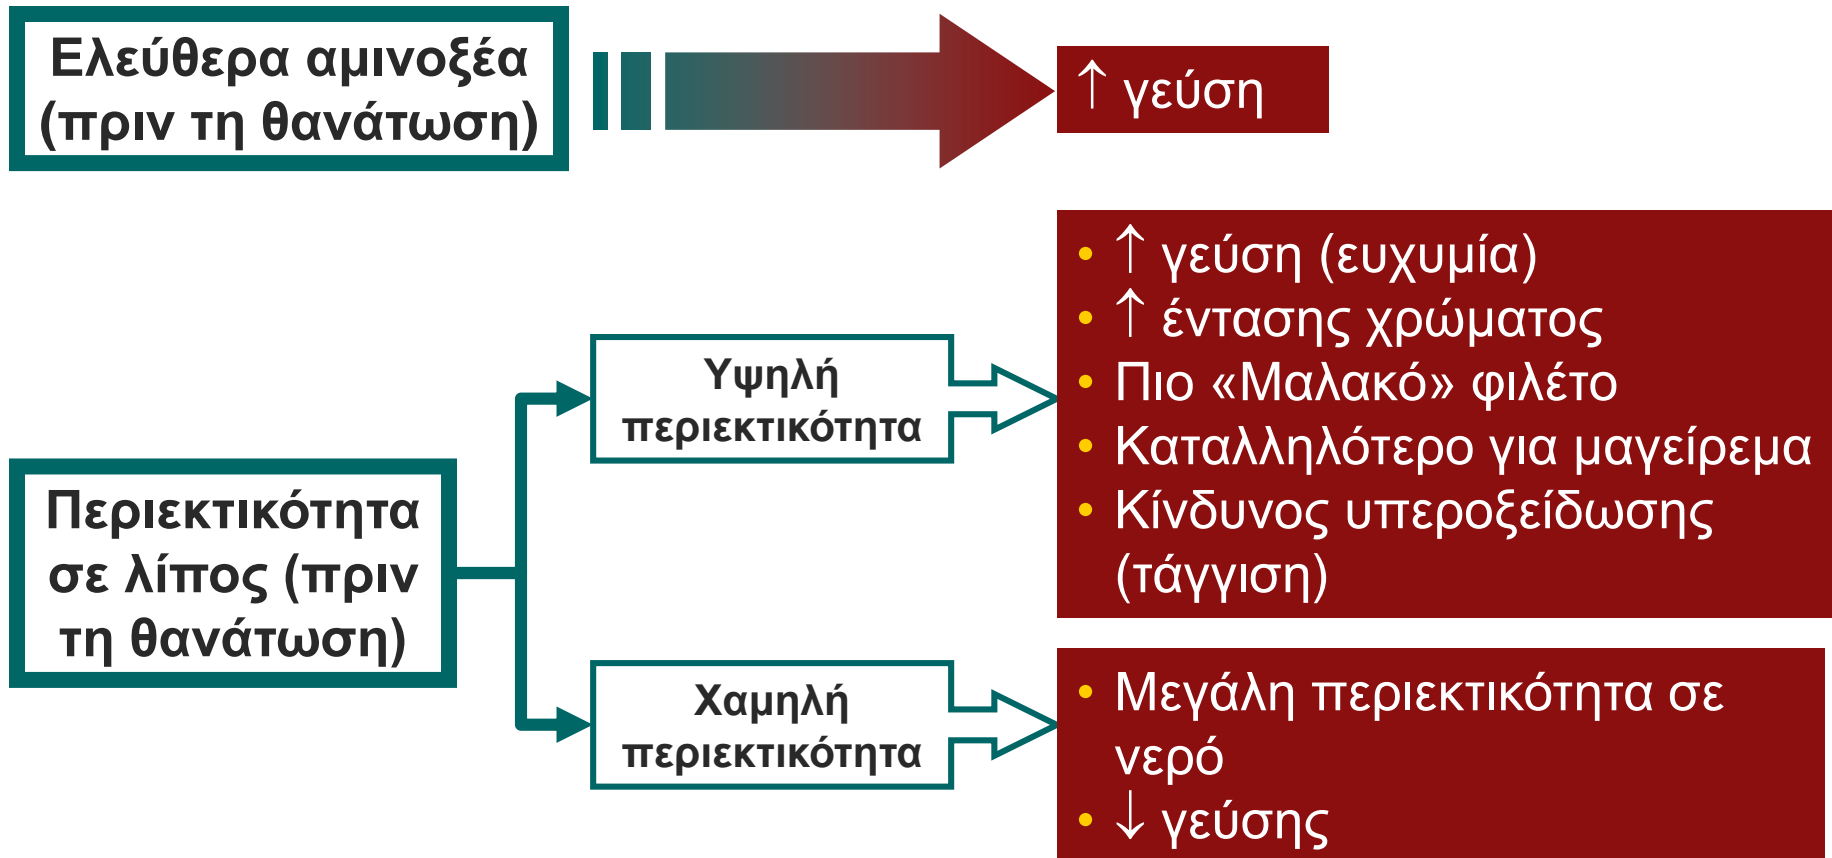 Ελεύθερα αμινοξέα
(πριν τη θανάτωση)
↑ γεύση
Περιεκτικότητα
σε λίπος (πριν
τη θανάτωση)
Υψηλή
περιεκτικότητα
• ↑ γεύση (ευχυμία)
• ↑ έντασης χρώματος
• Πιο «Μαλακό» φιλέτο
• Καταλληλότερο για μαγείρεμα
• Κίνδυνος υπεροξείδωσης
(τάγγιση)
Χαμηλή
περιεκτικότητα
• Μεγάλη περιεκτικότητα σε
νερό
• ↓ γεύσης